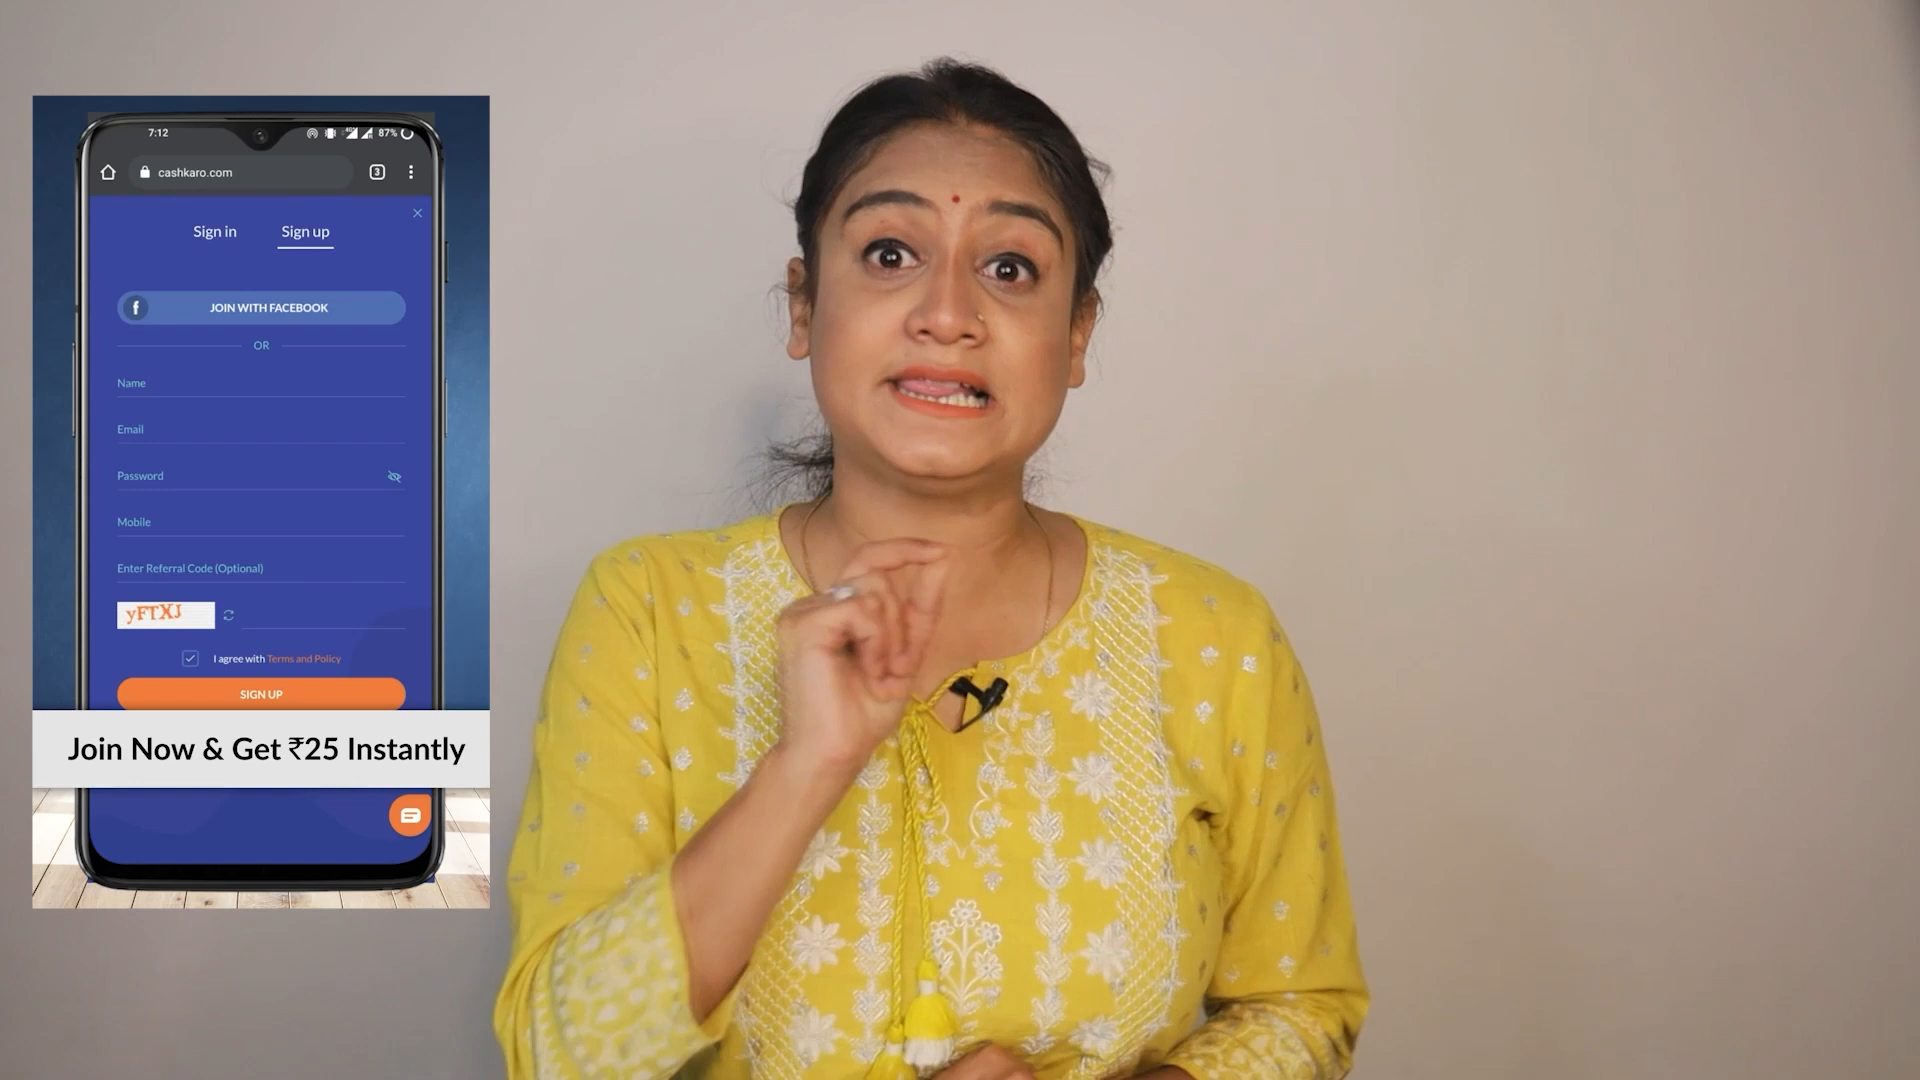 7:12
87%
cashkaro.com
3
Sign in
Sign up
f
JOIN WITH FACEBOOK
OR
Name
Email
Password
Mobile
Enter Referral Code (Optional)
yFTXJ
I agree with Terms and Policy
SIGN UP
Join Now & Get ₹25 Instantly